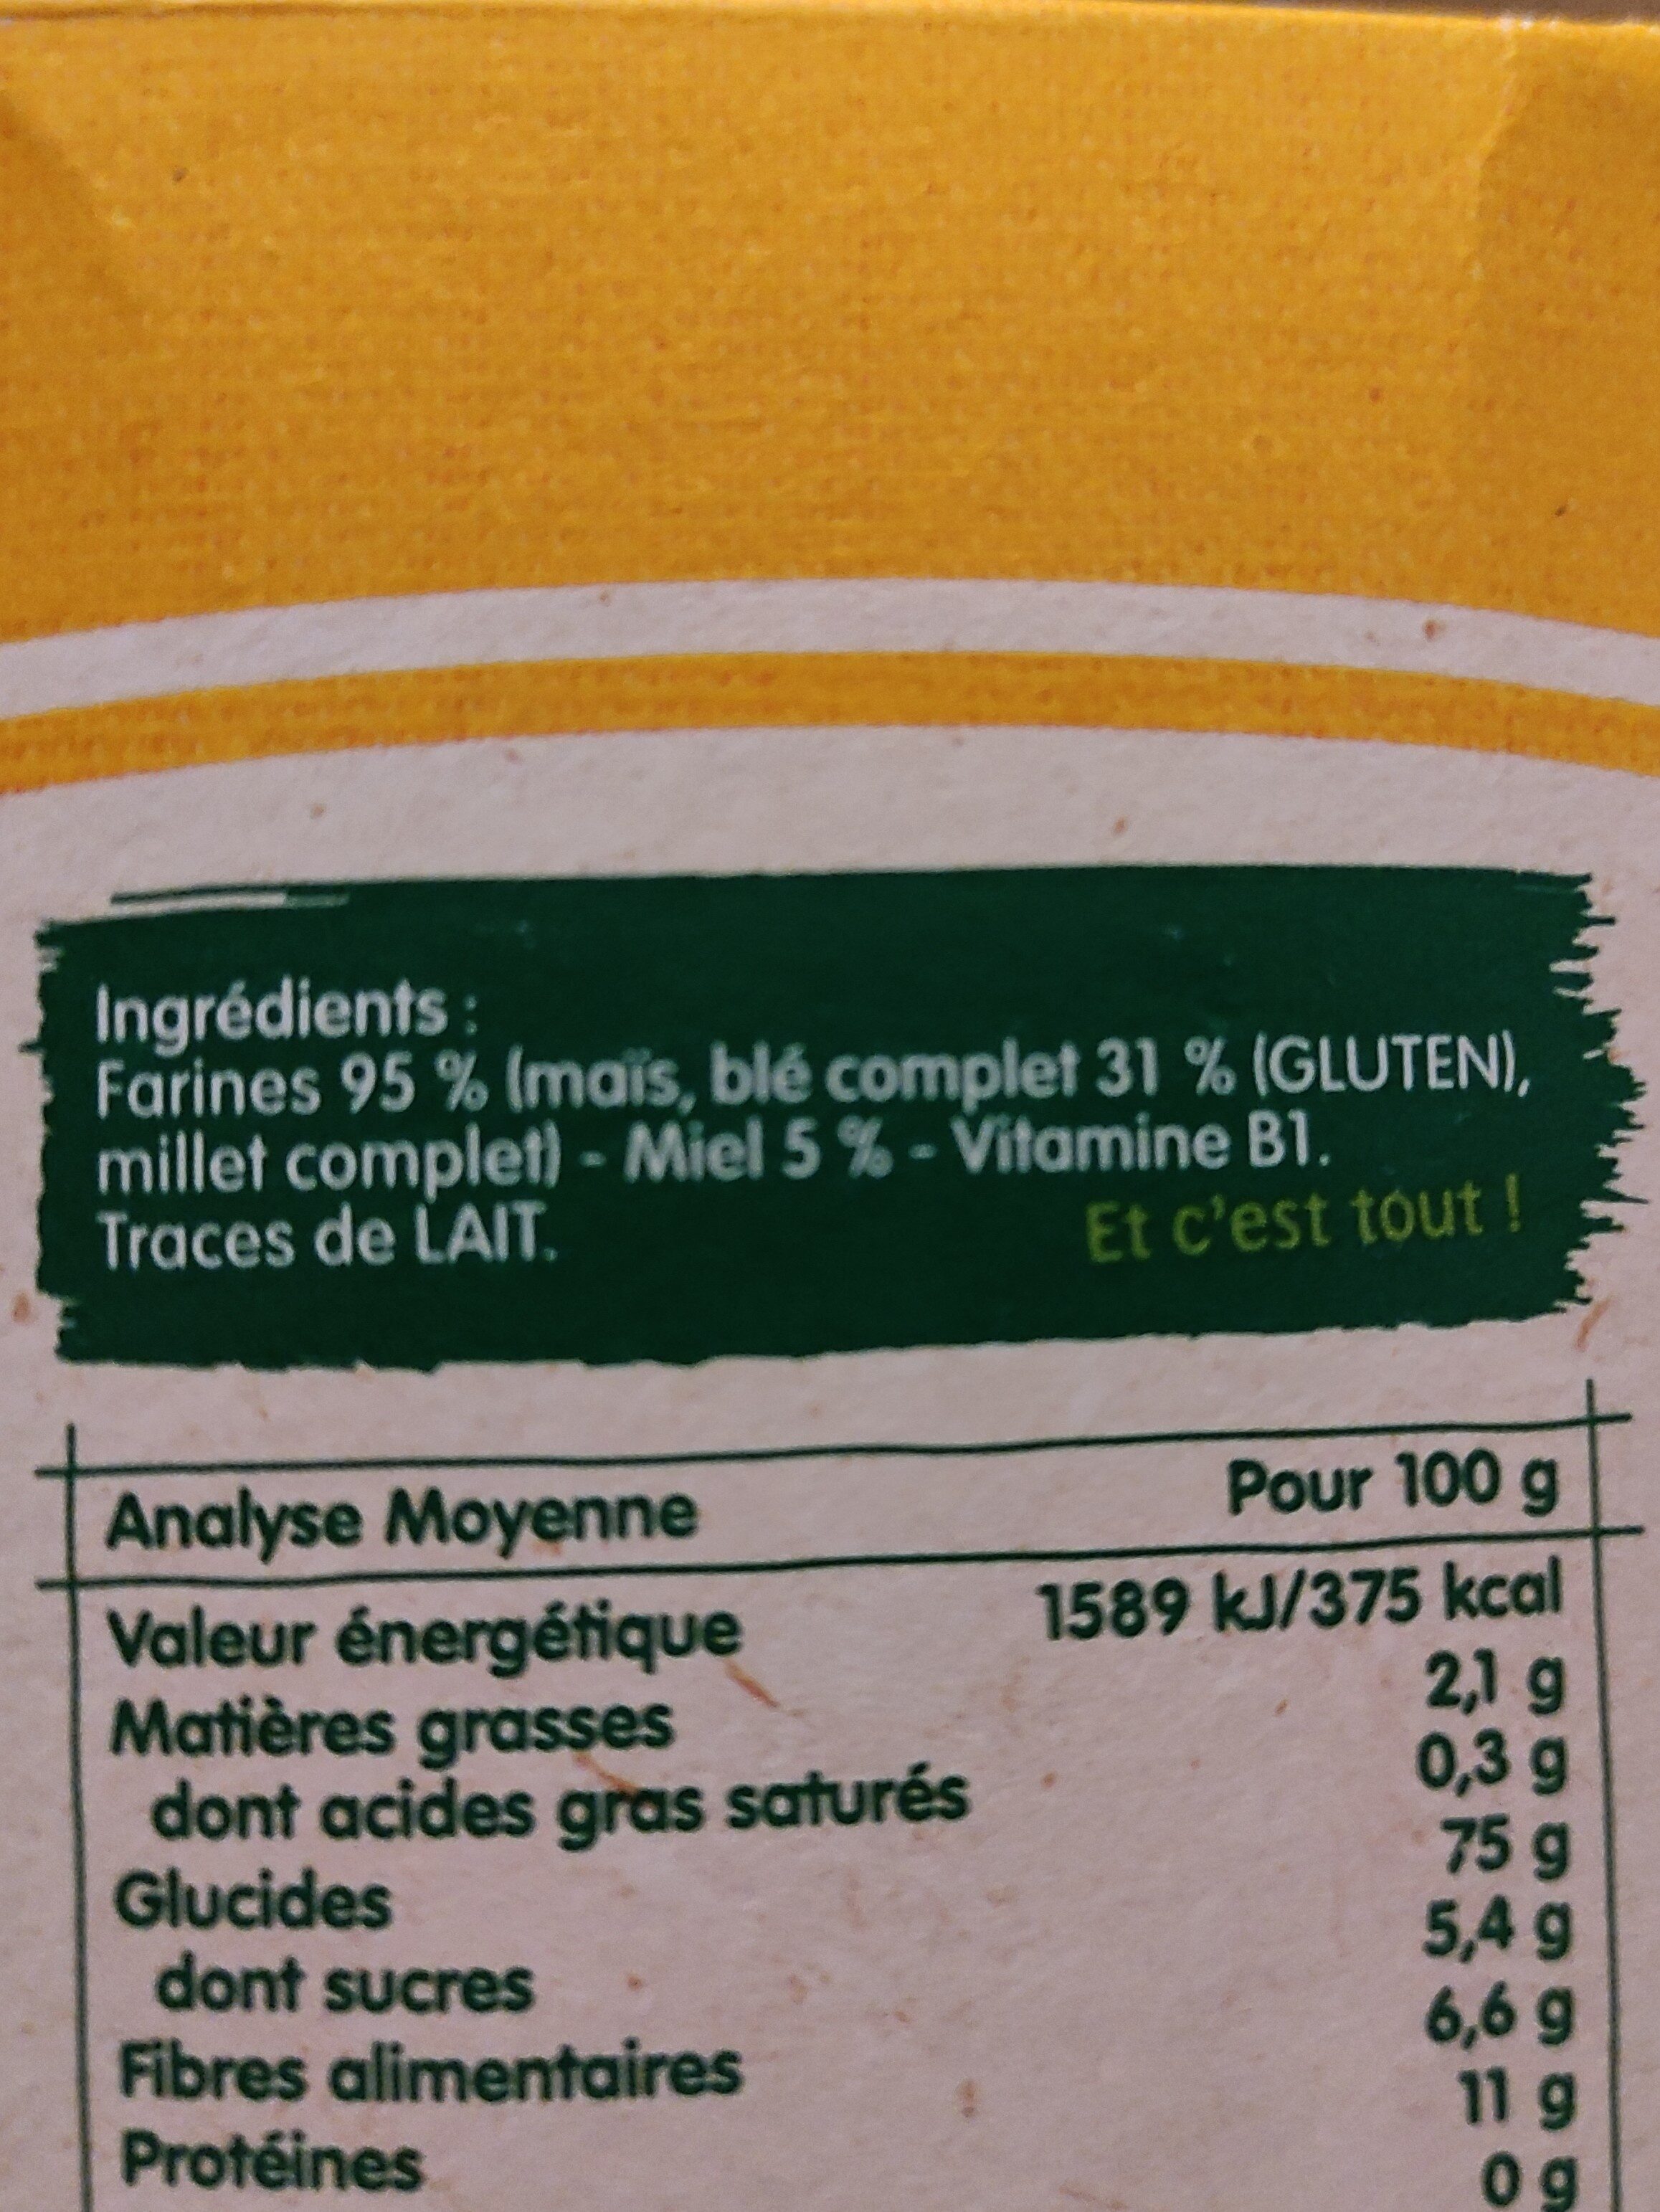 Ingrédients :
Farines 95 % (maïs, blé complet 31 % (GLUTEN),
millet complet) - Miel 5 % - Vitamine B1.
Traces de LAIT.
Et c'est tout !
Analyse Moyenne Pour 100 g
Valeur énergétique 1589 kJ/375 kcal
Matières grasses 2,1 g
dont acides gras saturés 0,3 g
Glucides 75 g
dont sucres 5,4 g
Fibres alimentaires 6,6 g
Protéines 11 g
0 g